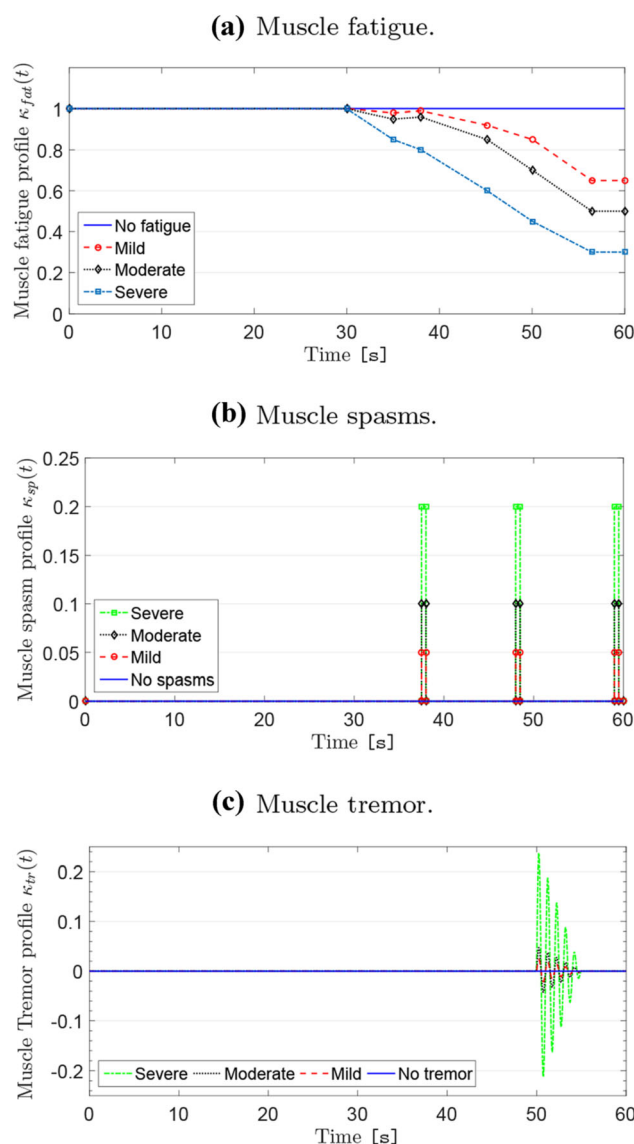 (a) Muscle fatigue.
Muscle fatigue profile κ_fat(t)
1
0.8
0.6
0.4
0.2
0
No fatigue
Mild
Moderate
Severe
0 10 20 30 40 50 60
Time [s]
(b) Muscle spasms.
Muscle spasm profile κ_sp(t)
0.25
0.2
0.15
0.1
0.05
0
Severe
Moderate
Mild
No spasms
0 10 20 30 40 50 60
Time [s]
(c) Muscle tremor.
Muscle Tremor profile κ_tr(t)
0.2
0.1
0
-0.1
-0.2
Severe Moderate Mild No tremor
0 10 20 30 40 50 60
Time [s]